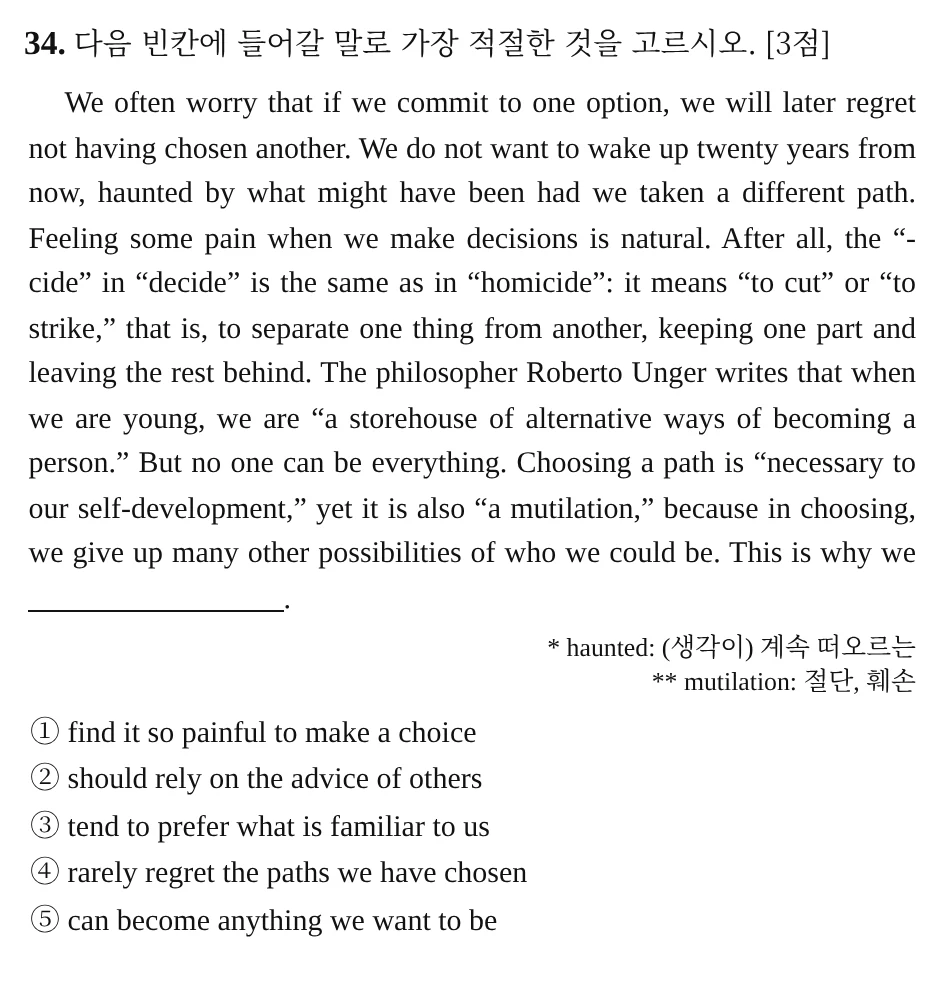 34. 다음 빈칸에 들어갈 말로 가장 적절한 것을 고르시오. [3점]
We often worry that if we commit to one option, we will later regret
not having chosen another. We do not want to wake up twenty years from
now, haunted by what might have been had we taken a different path.
Feeling some pain when we make decisions is natural. After all, the “-
cide” in “decide” is the same as in “homicide”: it means “to cut” or “to
strike,” that is, to separate one thing from another, keeping one part and
leaving the rest behind. The philosopher Roberto Unger writes that when
we are young, we are “a storehouse of alternative ways of becoming a
person.” But no one can be everything. Choosing a path is “necessary to
our self-development,” yet it is also “a mutilation,” because in choosing,
we give up many other possibilities of who we could be. This is why we
.
* haunted: (생각이) 계속 떠오르는
** mutilation: 절단, 훼손
① find it so painful to make a choice
② should rely on the advice of others
③ tend to prefer what is familiar to us
④ rarely regret the paths we have chosen
⑤ can become anything we want to be